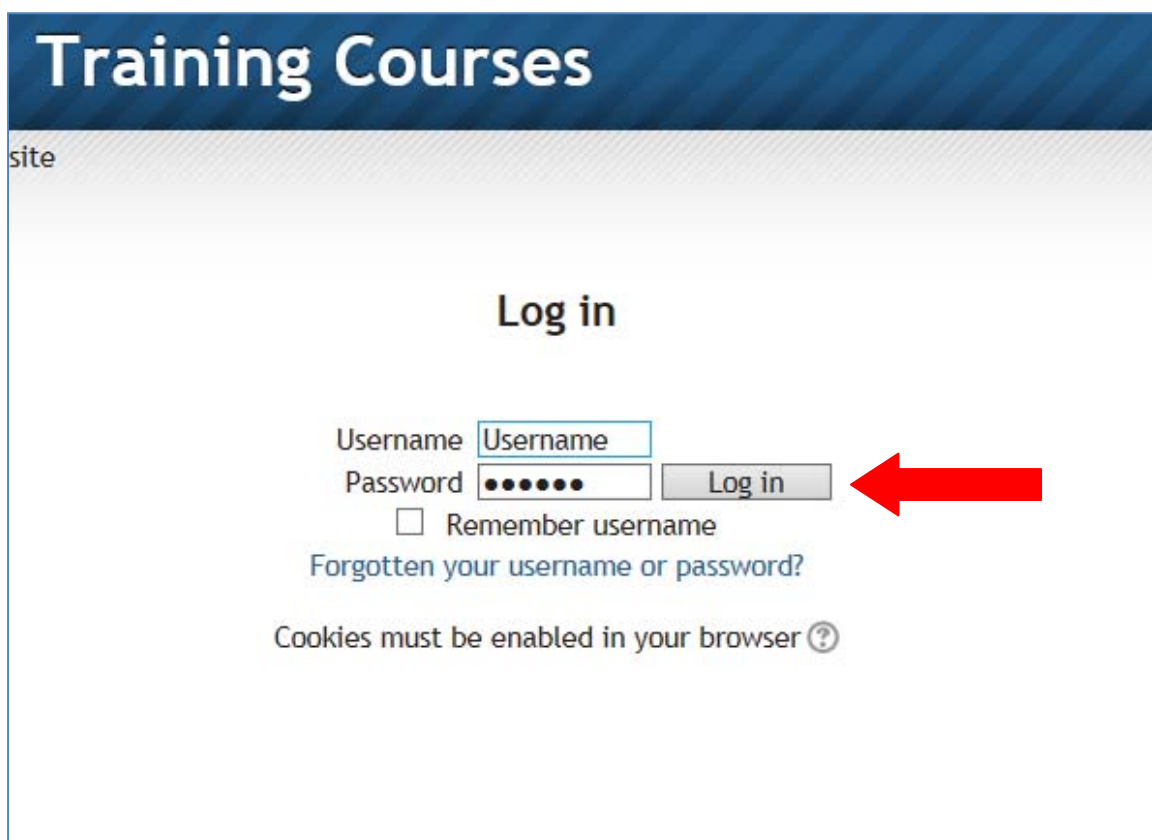 Training Courses
site
Log in
Username Username
Password ●●●●●● Log in
Remember username
Forgotten your username or password?
Cookies must be enabled in your browser ?